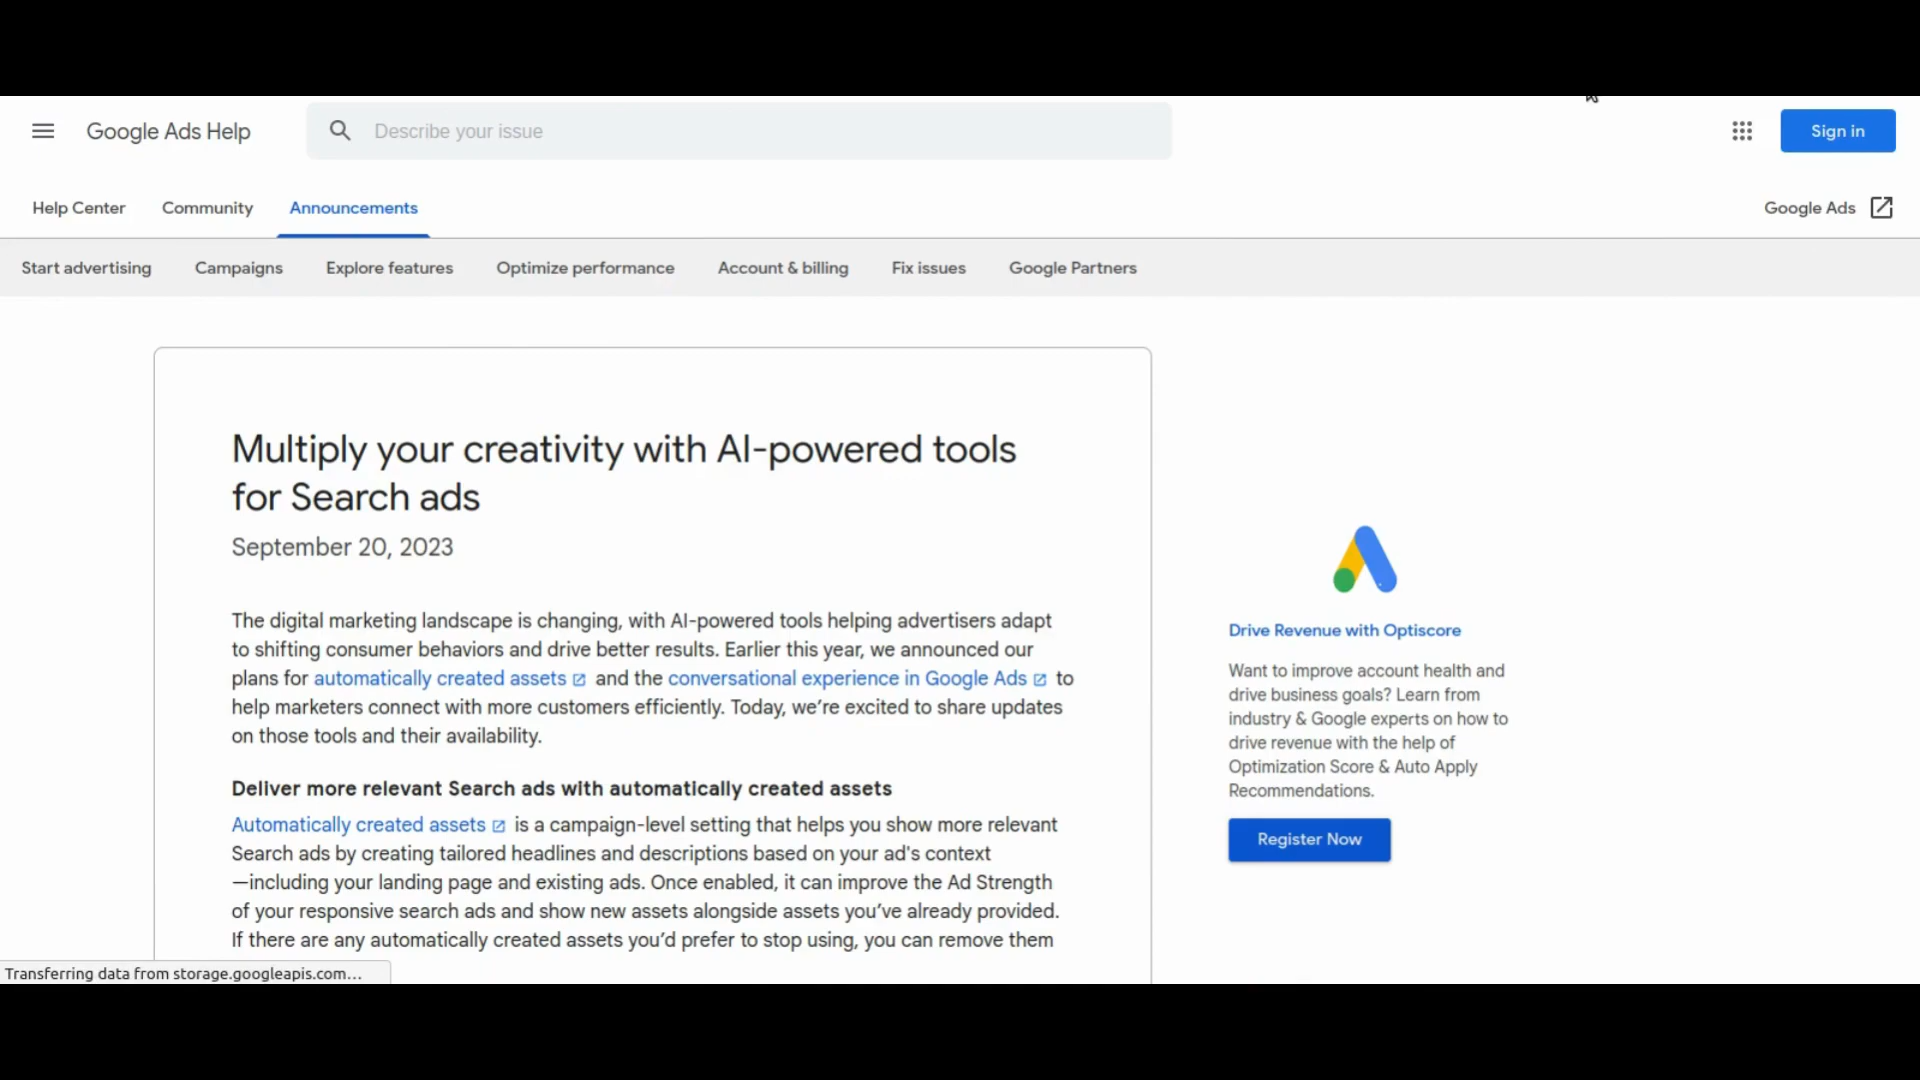 Google Ads Help
Describe your issue
Sign in
Help Center
Community
Announcements
Google Ads
Start advertising
Campaigns
Explore features
Optimize performance
Account & billing
Fix issues
Google Partners
Multiply your creativity with AI-powered tools
for Search ads
September 20, 2023
The digital marketing landscape is changing, with AI-powered tools helping advertisers adapt
to shifting consumer behaviors and drive better results. Earlier this year, we announced our
plans for automatically created assets and the conversational experience in Google Ads to
help marketers connect with more customers efficiently. Today, we’re excited to share updates
on those tools and their availability.
Deliver more relevant Search ads with automatically created assets
Automatically created assets is a campaign-level setting that helps you show more relevant
Search ads by creating tailored headlines and descriptions based on your ad's context
—including your landing page and existing ads. Once enabled, it can improve the Ad Strength
of your responsive search ads and show new assets alongside assets you’ve already provided.
If there are any automatically created assets you’d prefer to stop using, you can remove them
Drive Revenue with Optiscore
Want to improve account health and
drive business goals? Learn from
industry & Google experts on how to
drive revenue with the help of
Optimization Score & Auto Apply
Recommendations.
Register Now
Transferring data from storage.googleapis.com...